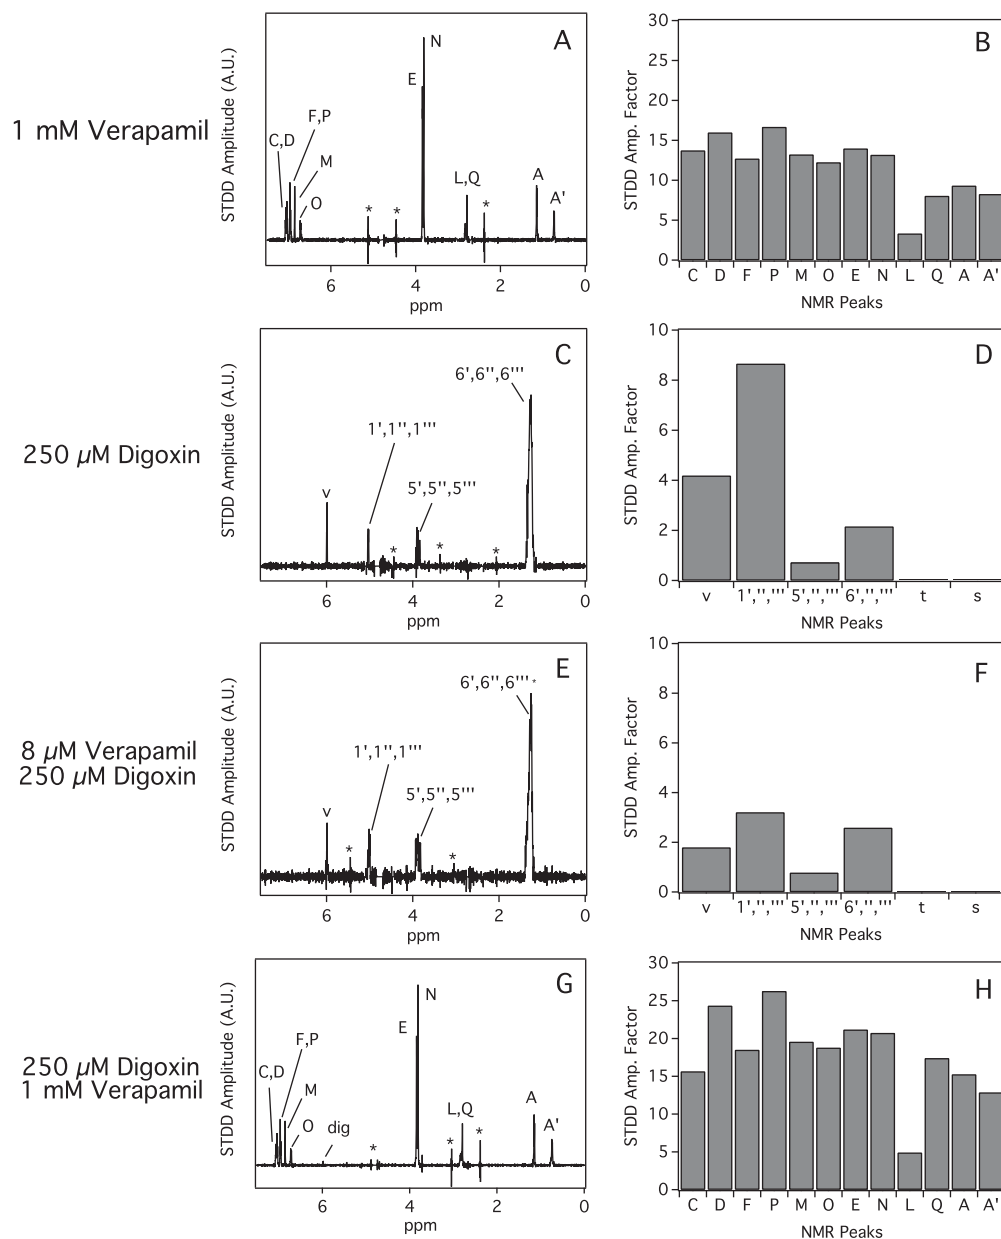 1 mM Verapamil
STDD Amplitude (A.U.)
A
N
E
F,P
C,D
M
O
L,Q
A
A'
* * *
6 4 2 0
ppm
B
STDD Amp. Factor
30
25
20
15
10
5
0
C D F P M O E N L Q A A'
NMR Peaks
250 µM Digoxin
STDD Amplitude (A.U.)
C
6',6'',6'''
1',1'',1'''
5',5'',5'''
v
* * *
6 4 2 0
ppm
D
STDD Amp. Factor
10
8
6
4
2
0
v 1','',''' 5','',''' 6','',''' t s
NMR Peaks
8 µM Verapamil
250 µM Digoxin
STDD Amplitude (A.U.)
E
6',6'',6'''*
1',1'',1'''
5',5'',5'''
v
* *
6 4 2 0
ppm
F
STDD Amp. Factor
10
8
6
4
2
0
v 1','',''' 5','',''' 6','',''' t s
NMR Peaks
250 µM Digoxin
1 mM Verapamil
STDD Amplitude (A.U.)
G
N
E
F,P
C,D
M
O
dig
L,Q
A
A'
* * *
6 4 2 0
ppm
H
STDD Amp. Factor
30
25
20
15
10
5
0
C D F P M O E N L Q A A'
NMR Peaks